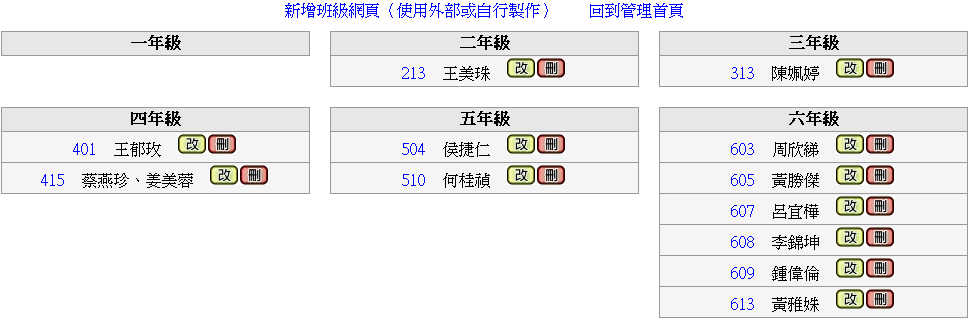 新增班級網頁（使用外部或自行製作） 回到管理首頁
一年級 二年級 三年級
213 王美珠 改 刪 313 陳姵婷 改 刪
四年級 五年級 六年級
401 王郁玫 改 刪 504 侯捷仁 改 刪 603 周欣綈 改 刪
415 蔡燕珍、姜美蓉 改 刪 510 何桂禎 改 刪 605 黃勝傑 改 刪
607 呂宜樺 改 刪
608 李錦坤 改 刪
609 鍾偉倫 改 刪
613 黃雅姝 改 刪